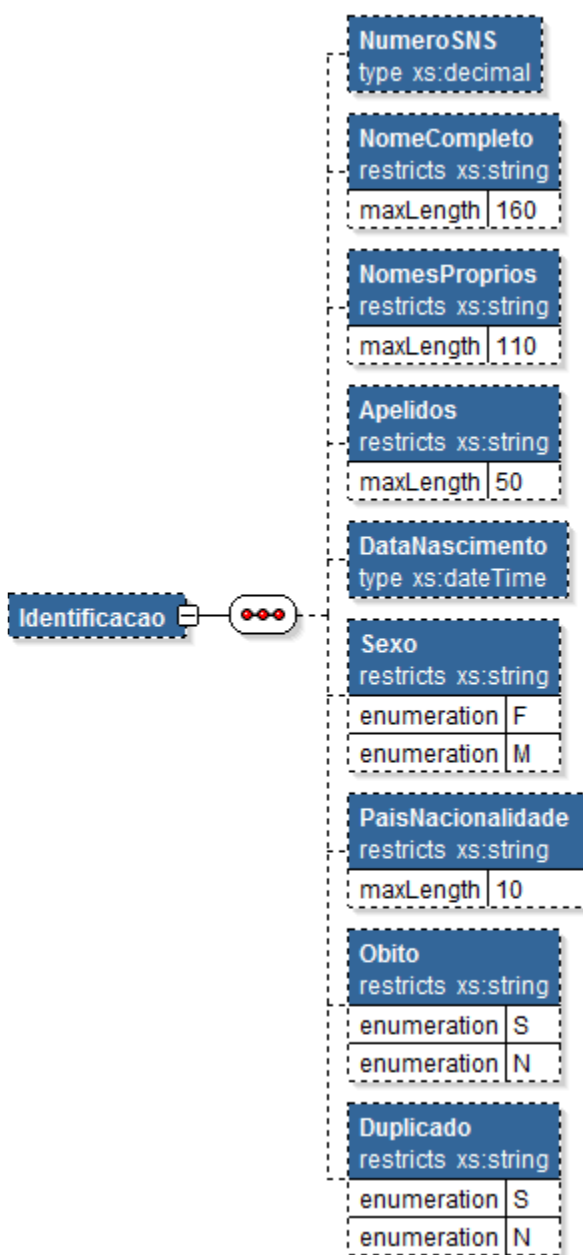 NumeroSNS
type xs:decimal
NomeCompleto
restricts xs:string
maxLength 160
NomesProprios
restricts xs:string
maxLength 110
Apelidos
restricts xs:string
maxLength 50
DataNascimento
type xs:dateTime
Identificacao
Sexo
restricts xs:string
enumeration F
enumeration M
PaisNacionalidade
restricts xs:string
maxLength 10
Obito
restricts xs:string
enumeration S
enumeration N
Duplicado
restricts xs:string
enumeration S
enumeration N